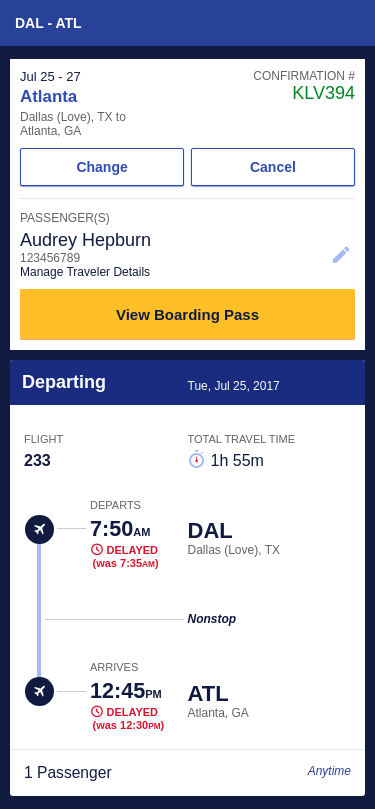 DAL - ATL
Jul 25 - 27
CONFIRMATION #
Atlanta
KLV394
Dallas (Love), TX to
Atlanta, GA
Change
Cancel
PASSENGER(S)
Audrey Hepburn
123456789
Manage Traveler Details
View Boarding Pass
Departing
Tue, Jul 25, 2017
FLIGHT
TOTAL TRAVEL TIME
233
1h 55m
DEPARTS
7:50AM
DAL
DELAYED
Dallas (Love), TX
(was 7:35AM)
Nonstop
ARRIVES
12:45PM
ATL
DELAYED
Atlanta, GA
(was 12:30PM)
1 Passenger
Anytime